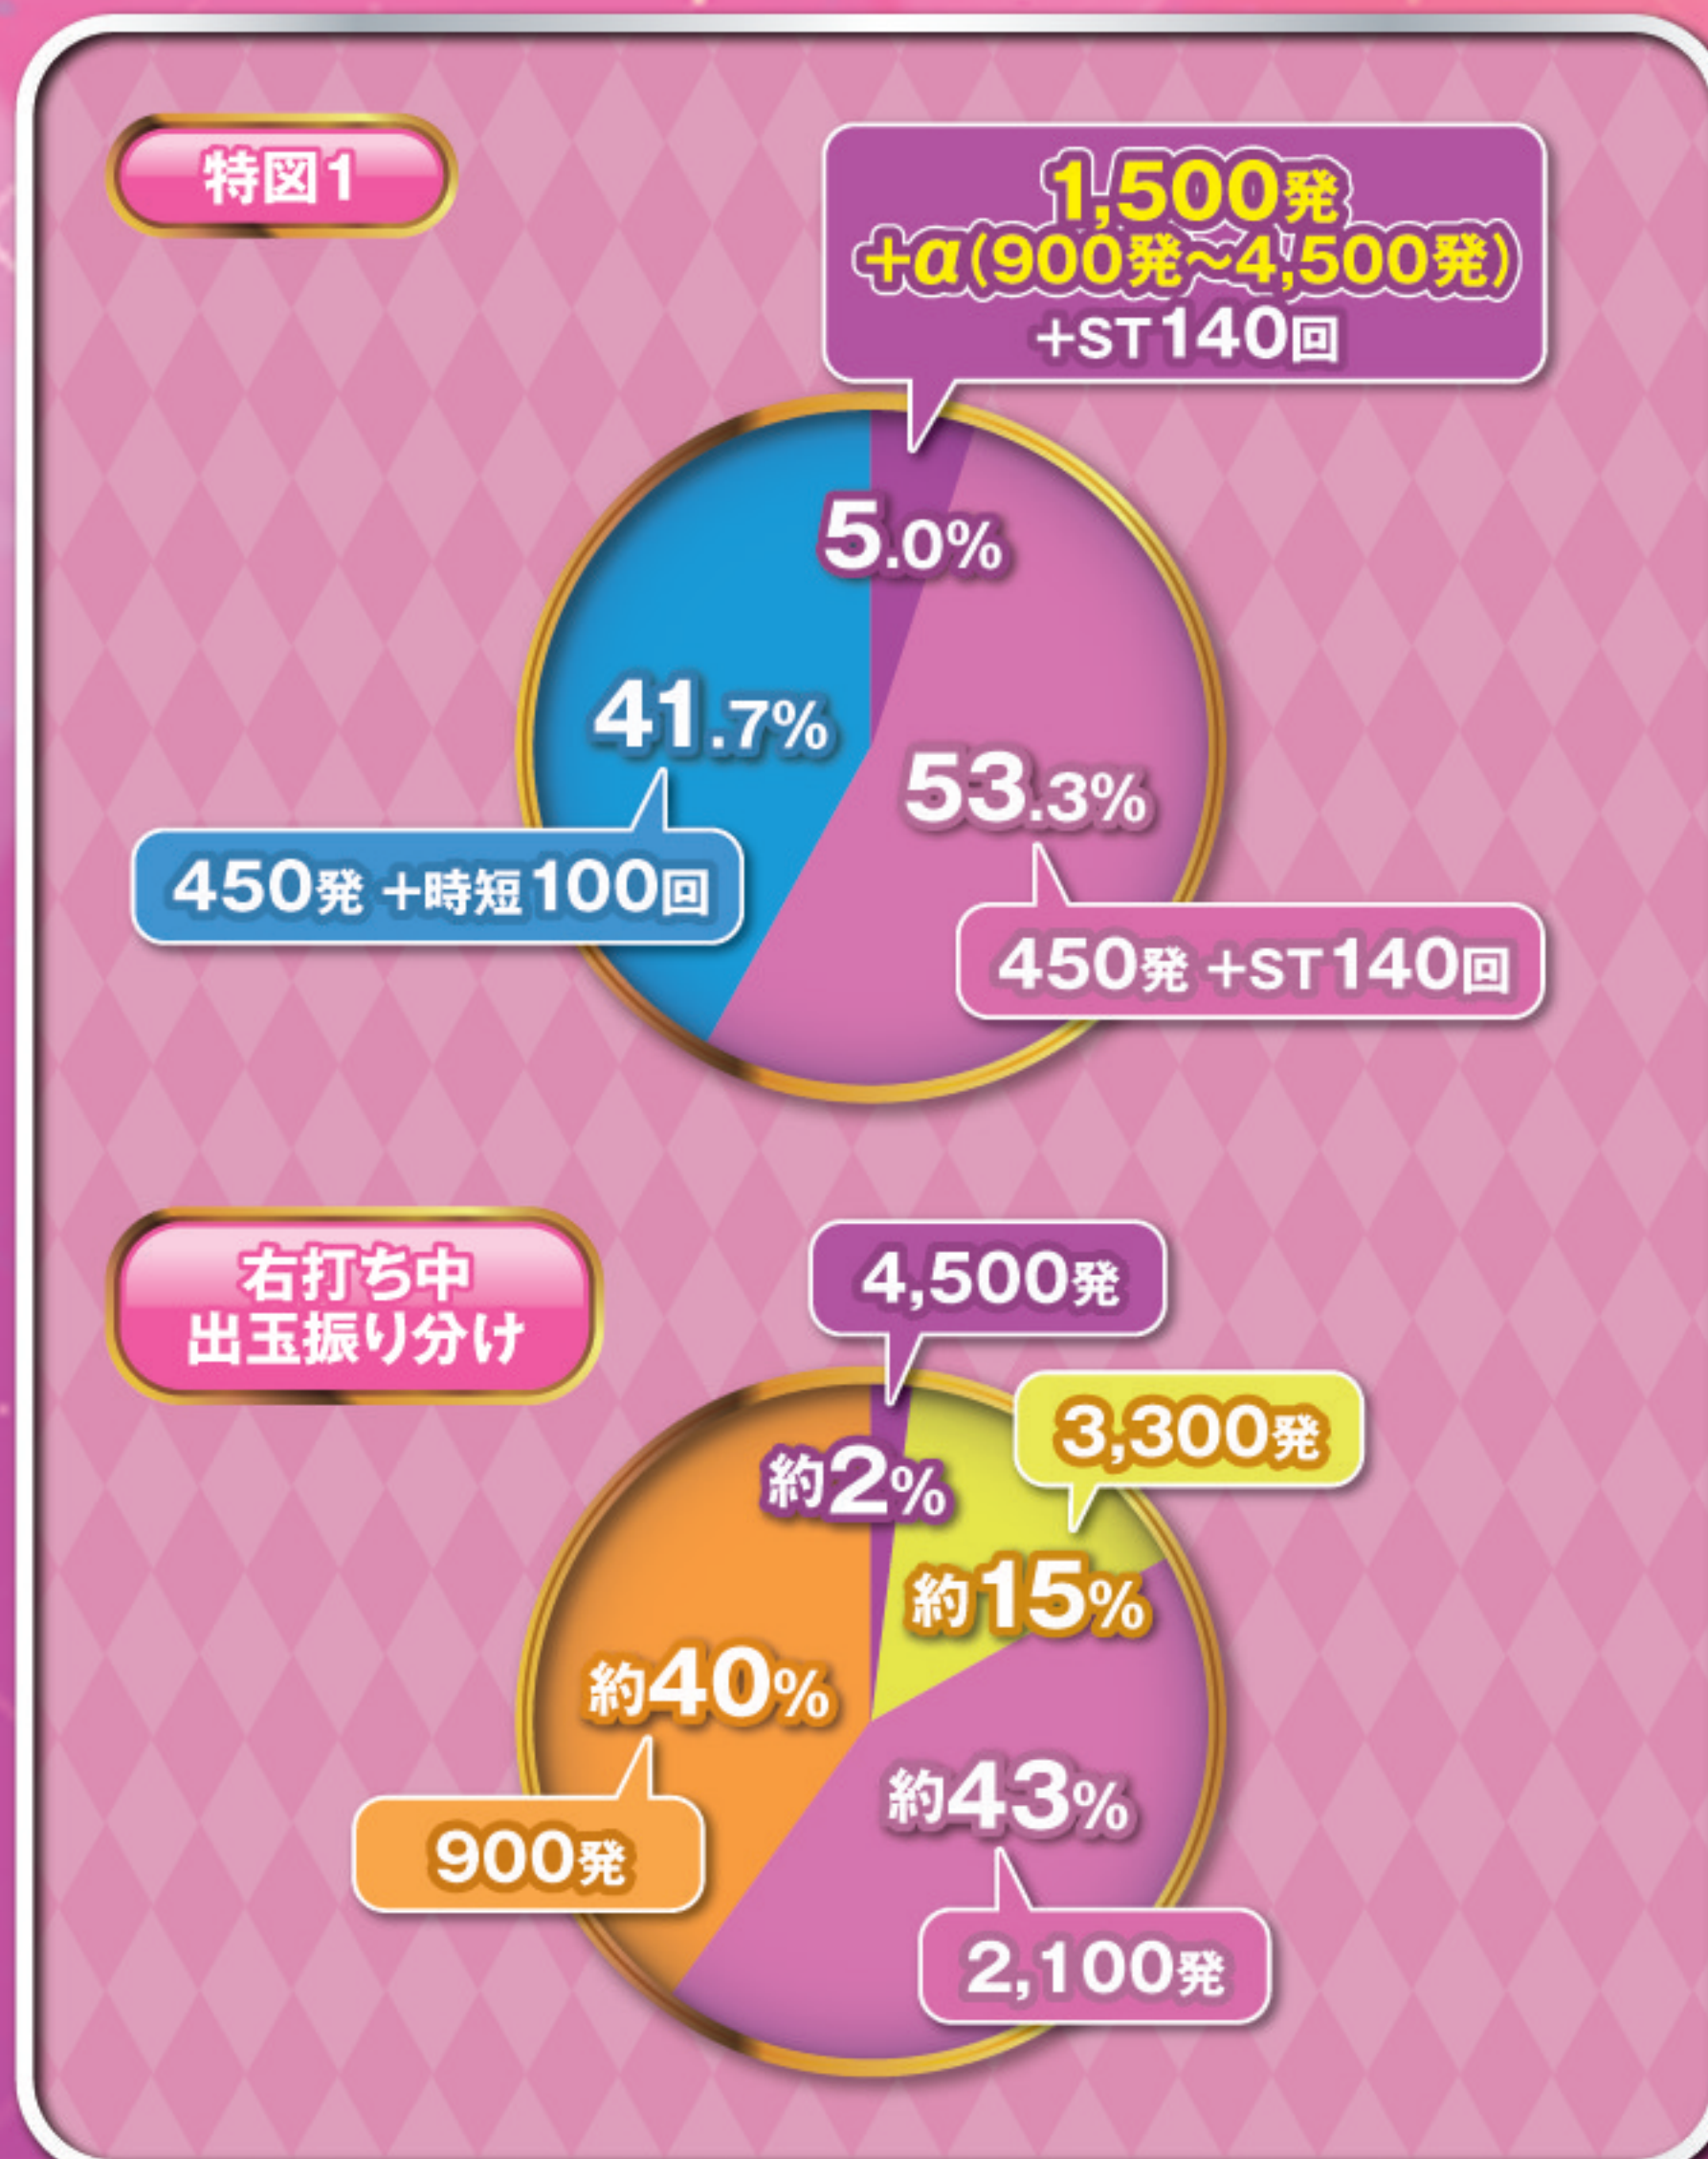 特図1
1,500発
+α(900発~4,500発)
+ST140回
5.0%
41.7%
53.3%
450発 +時短100回
450発 +ST140回
右打ち中
出玉振り分け
4,500発
3,300発
約2%
約15%
約40%
約43%
900発
2,100発